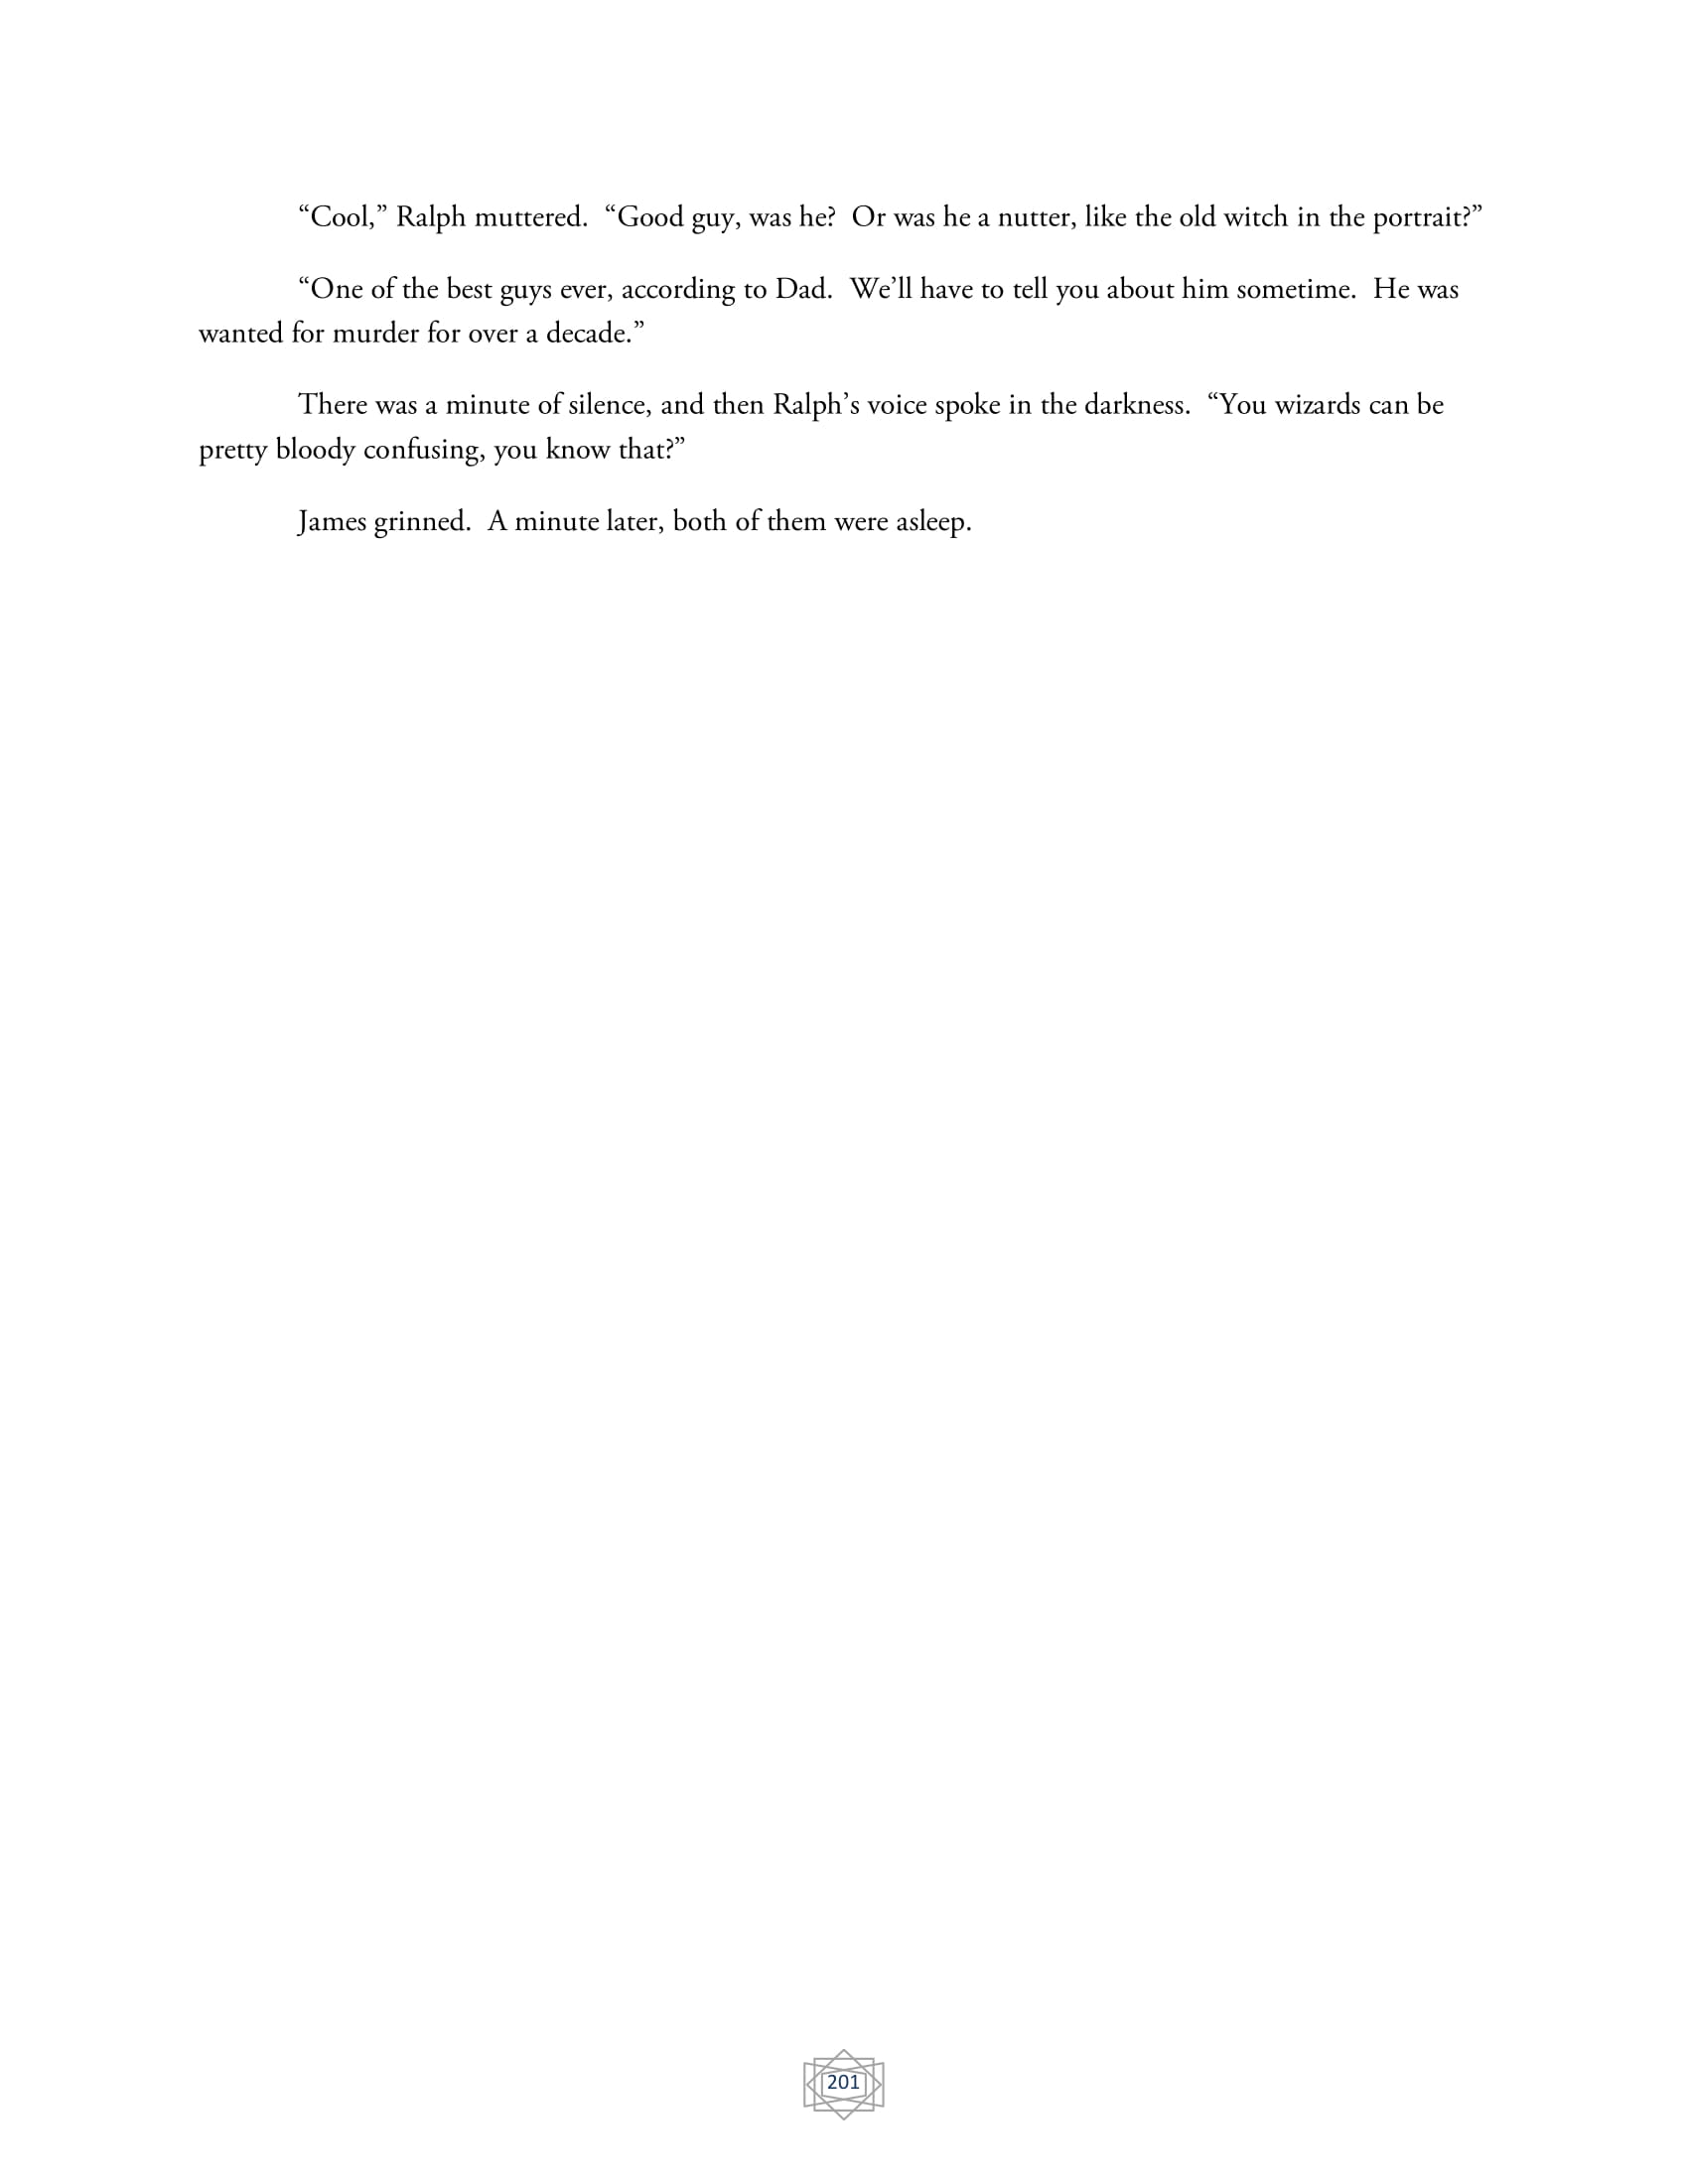 “Cool,” Ralph muttered.  “Good guy, was he?  Or was he a nutter, like the old witch in the portrait?”
“One of the best guys ever, according to Dad.  We’ll have to tell you about him sometime.  He was
wanted for murder for over a decade.”
There was a minute of silence, and then Ralph’s voice spoke in the darkness.  “You wizards can be
pretty bloody confusing, you know that?”
James grinned.  A minute later, both of them were asleep.
201